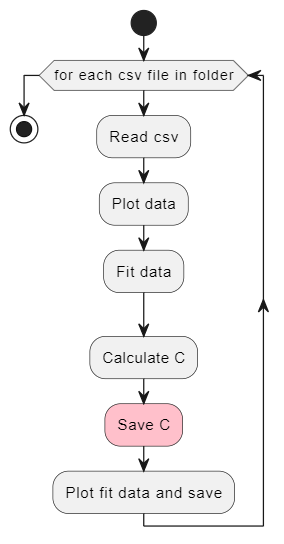 for each csv file in folder
Read csv
Plot data
Fit data
Calculate C
Save C
Plot fit data and save